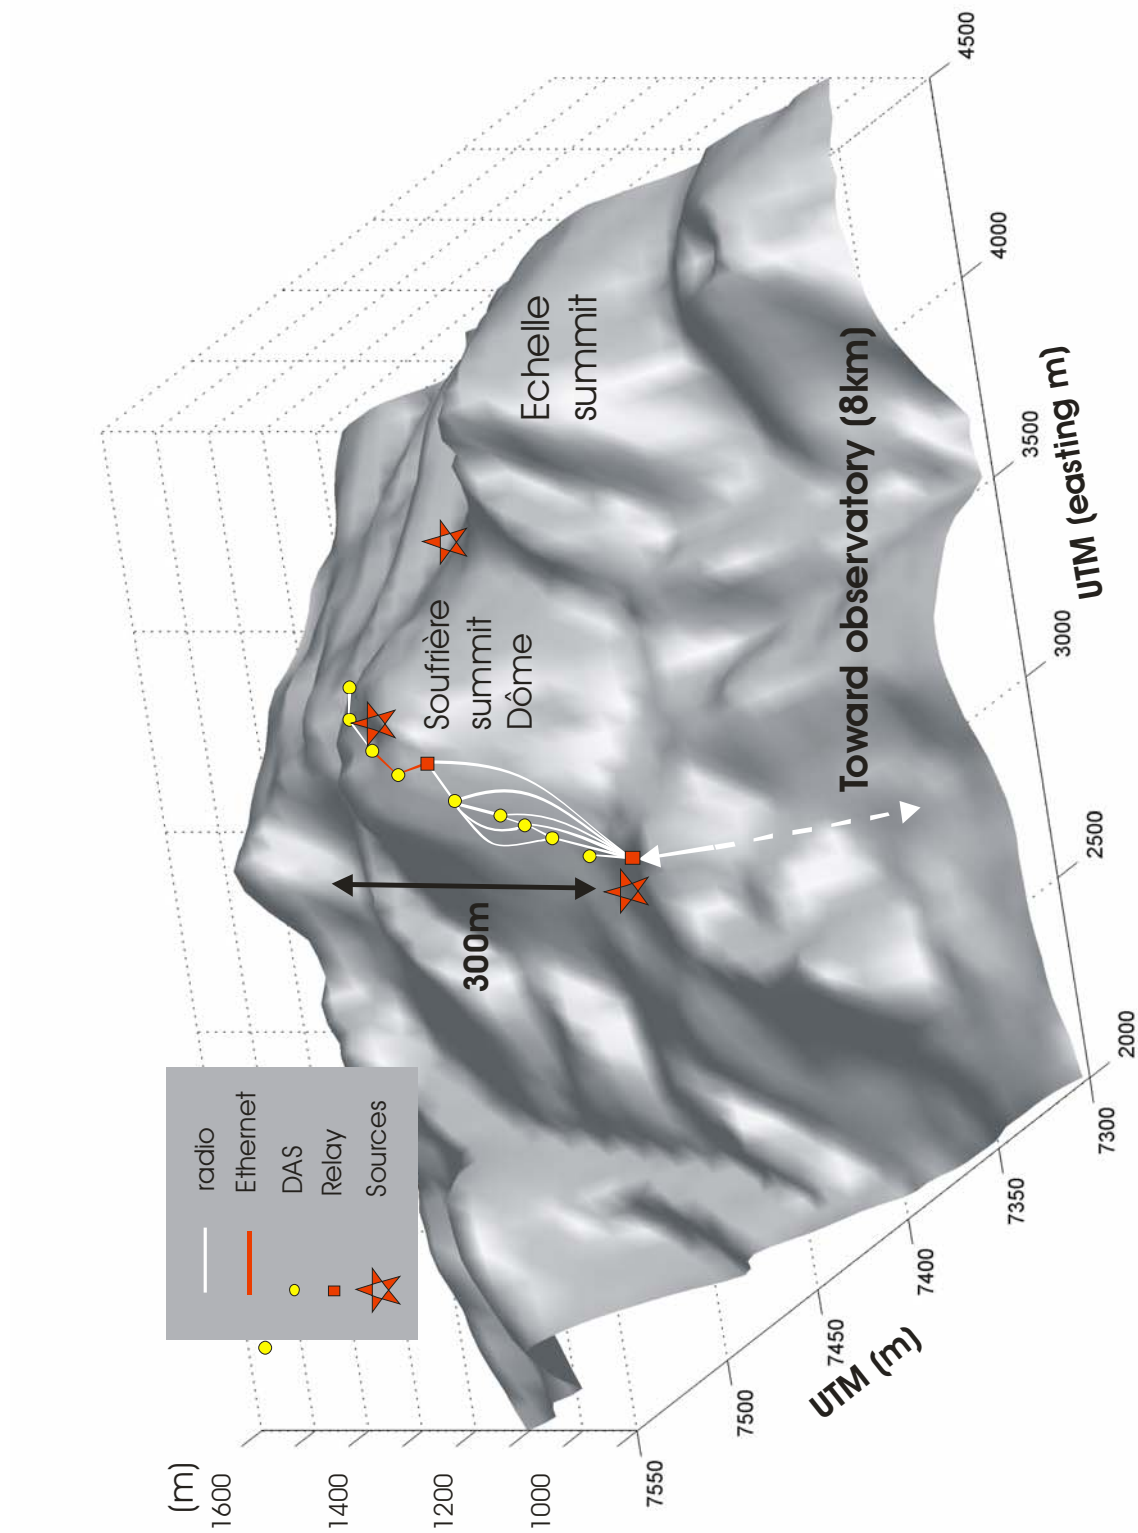 (m)
1600
1400
1200
1000
radio
Ethernet
DAS
Relay
Sources
300m
Soufrière
summit
Dôme
Echelle
summit
Toward observatory (8km)
7550
7500
7450
7400
7350
7300
UTM (m)
2000
2500
3000
3500
4000
4500
UTM (easting m)